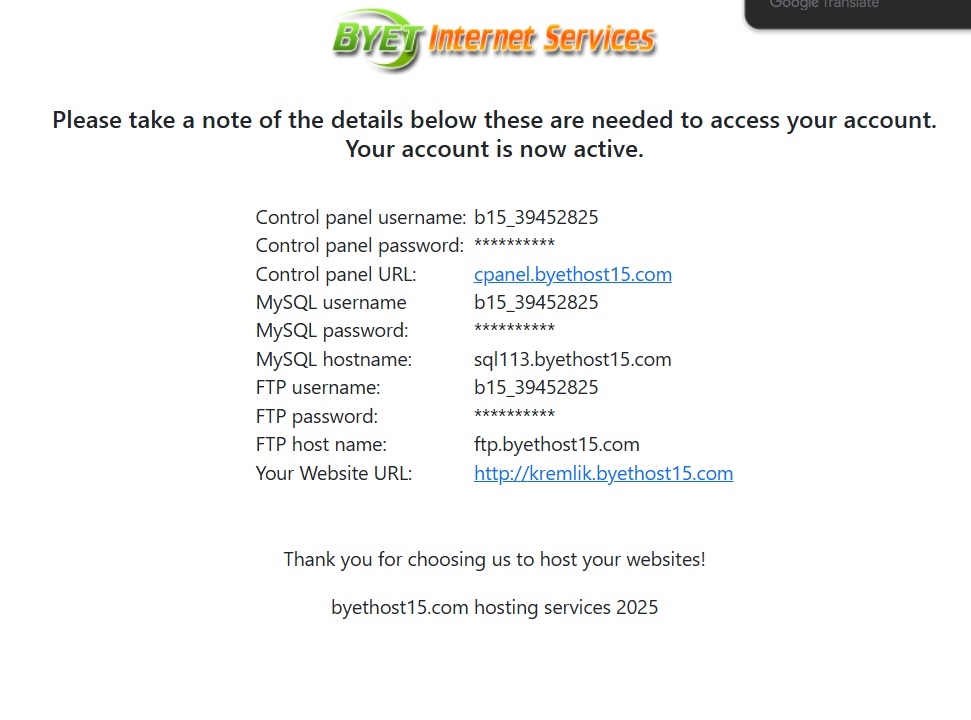 Google Translate
BYET Internet Services
Please take a note of the details below these are needed to access your account.
Your account is now active.
Control panel username: b15_39452825
Control panel password: **********
Control panel URL: cpanel.byethost15.com
MySQL username b15_39452825
MySQL password: **********
MySQL hostname: sql113.byethost15.com
FTP username: b15_39452825
FTP password: **********
FTP host name: ftp.byethost15.com
Your Website URL: http://kremlik.byethost15.com
Thank you for choosing us to host your websites!
byethost15.com hosting services 2025